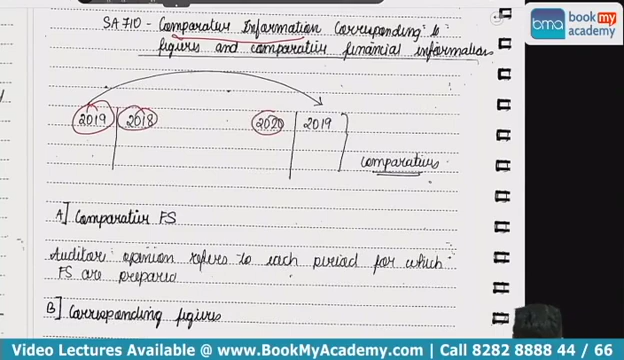 SA 710 - Comparative Information Corresponding
figures and comparative financial information
bma book my
academy
2019 2018 2020 2019
comparatives
A] Comparative FS
Auditor opinion refers to each period for which
FS are prepared
B] Corresponding figures
Video Lectures Available @ www.BookMyAcademy.com | Call 8282 8888 44 / 66